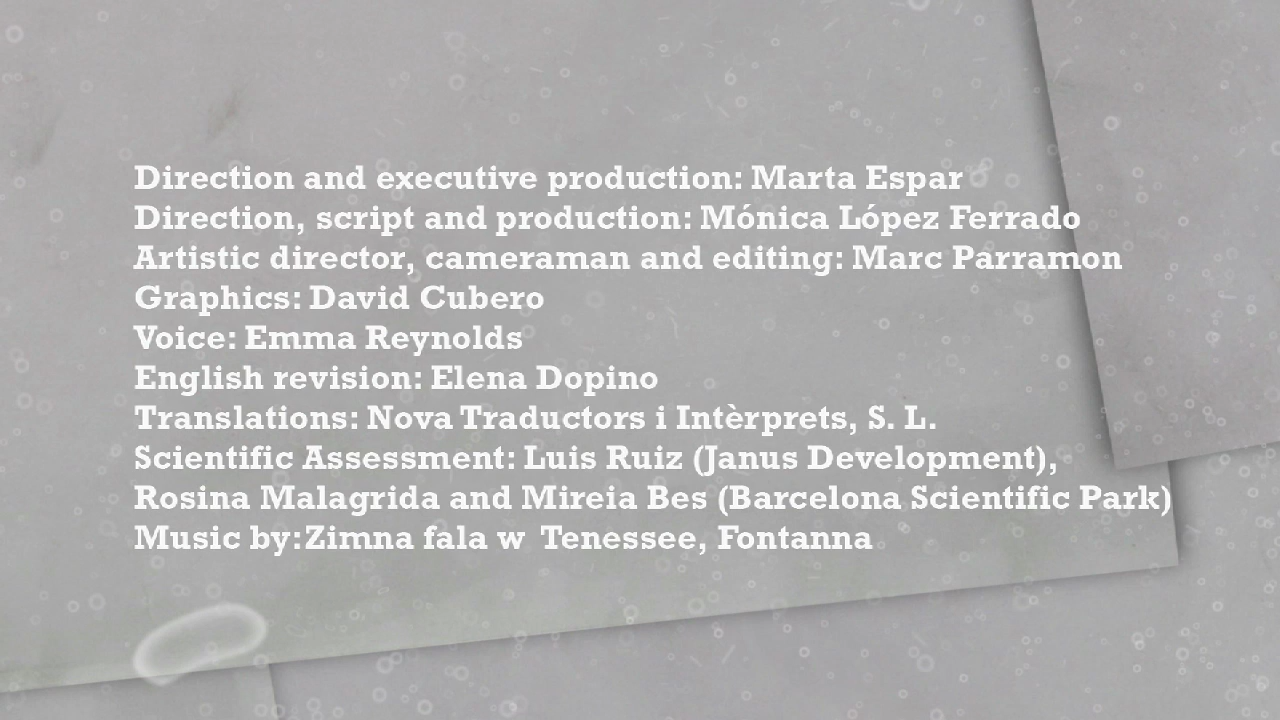 Direction and executive production: Marta Espar
Direction, script and production: Mónica López Ferrado
Artistic director, cameraman and editing: Marc Parramon
Graphics: David Cubero
Voice: Emma Reynolds
English revision: Elena Dopino
Translations: Nova Traductors i Intèrprets, S. L.
Scientific Assessment: Luis Ruiz (Janus Development),
Rosina Malagrida and Mireia Bes (Barcelona Scientific Park)
Music by:Zimna fala w Tenessee, Fontanna